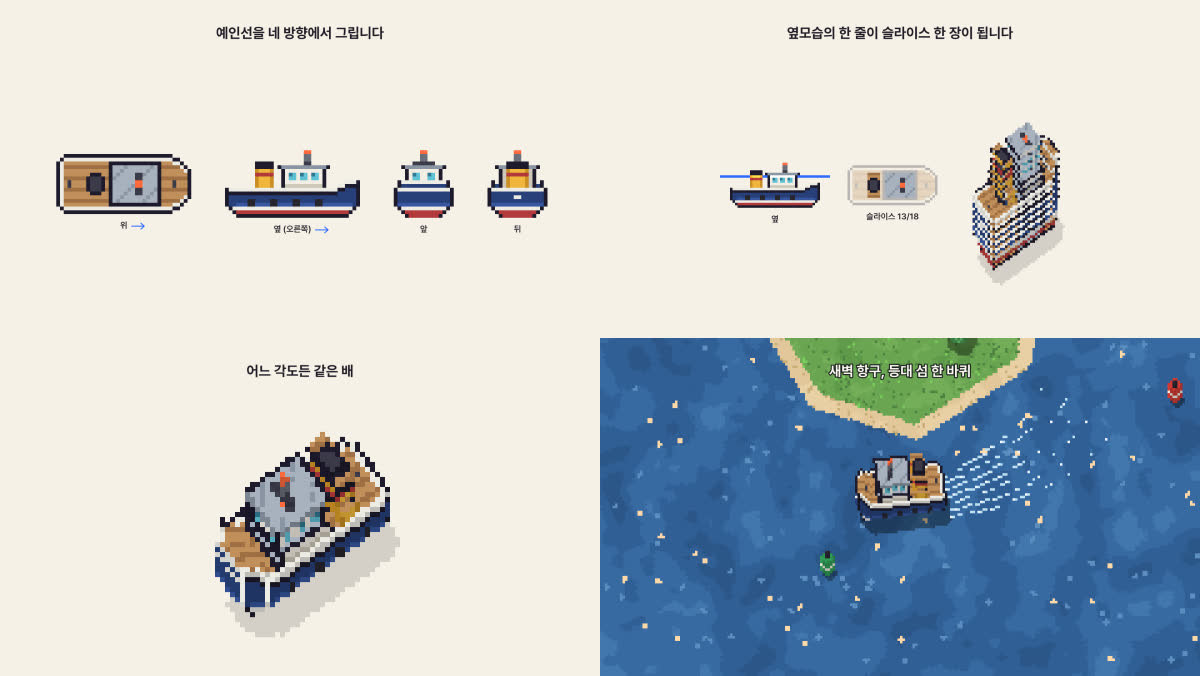 예인선을 네 방향에서 그립니다
위 →
옆 (오른쪽) →
앞
뒤
옆모습의 한 줄이 슬라이스 한 장이 됩니다
옆
슬라이스 13/18
어느 각도든 같은 배
새벽 항구, 등대 섬 한 바퀴